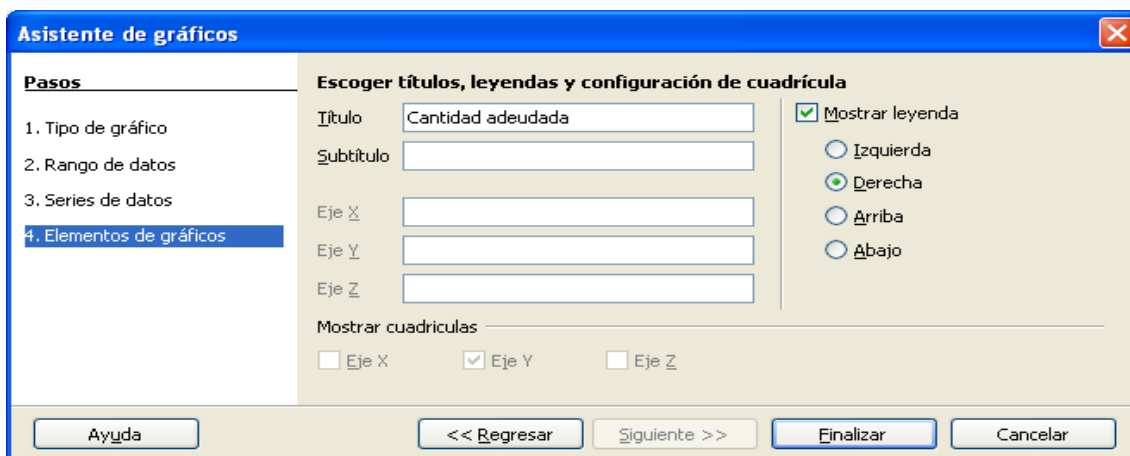 Asistente de gráficos
Pasos
1. Tipo de gráfico
2. Rango de datos
3. Series de datos
4. Elementos de gráficos
Escoger títulos, leyendas y configuración de cuadrícula
Título Cantidad adeudada
Subtítulo
Eje X
Eje Y
Eje Z
Mostrar leyenda
Izquierda
Derecha
Arriba
Abajo
Mostrar cuadriculas
Eje X Eje Y Eje Z
Ayuda << Regresar Siguiente >> Finalizar Cancelar